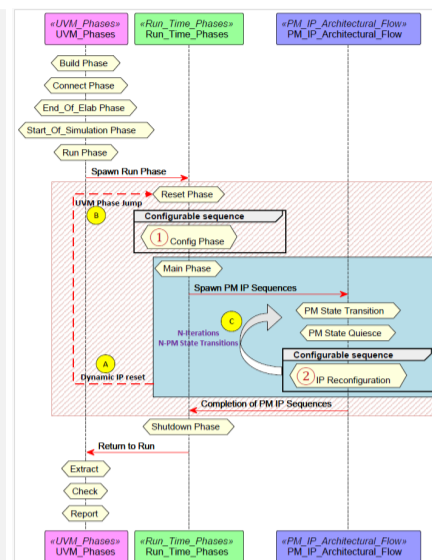 «UVM_Phases»
UVM_Phases
«Run_Time_Phases»
Run_Time_Phases
«PM_IP_Architectural_Flow»
PM_IP_Architectural_Flow
Build Phase
Connect Phase
End_Of_Elab Phase
Start_Of_Simulation Phase
Run Phase
Spawn Run Phase
Reset Phase
UVM Phase Jump
B
Configurable sequence
1 Config Phase
Main Phase
Spawn PM IP Sequences
PM State Transition
C
N-Iterations
N-PM State Transitions
PM State Quiesce
Configurable sequence
A
Dynamic IP reset
2 IP Reconfiguration
Completion of PM IP Sequences
Shutdown Phase
Return to Run
Extract
Check
Report
«UVM_Phases»
UVM_Phases
«Run_Time_Phases»
Run_Time_Phases
«PM_IP_Architectural_Flow»
PM_IP_Architectural_Flow